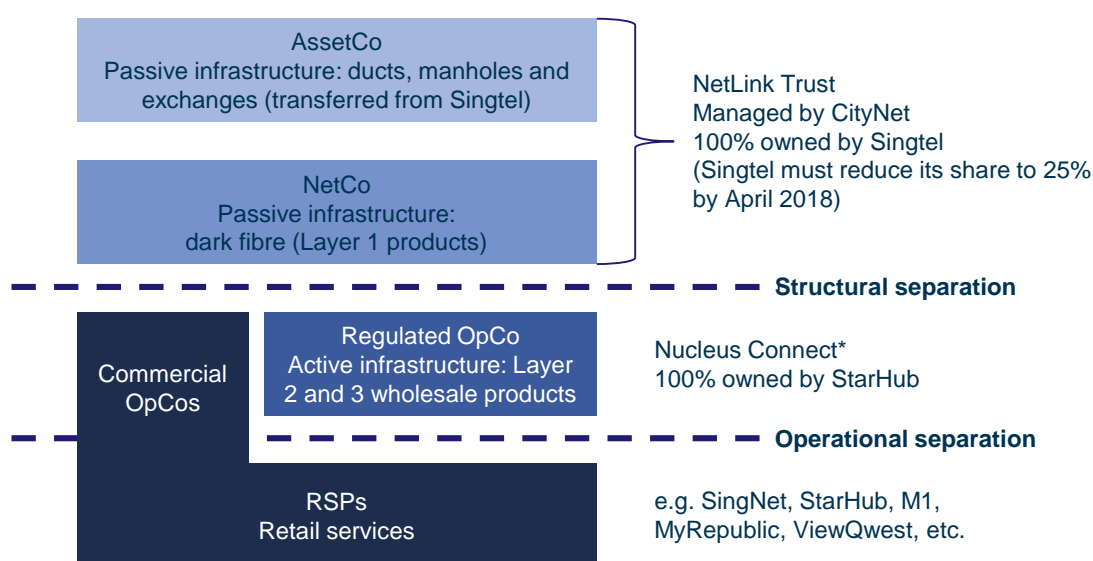 AssetCo
Passive infrastructure: ducts, manholes and
exchanges (transferred from Singtel)
NetLink Trust
Managed by CityNet
100% owned by Singtel
(Singtel must reduce its share to 25%
by April 2018)
NetCo
Passive infrastructure:
dark fibre (Layer 1 products)
Structural separation
Commercial
OpCos
Regulated OpCo
Active infrastructure: Layer
2 and 3 wholesale products
Nucleus Connect*
100% owned by StarHub
Operational separation
RSPs
Retail services
e.g. SingNet, StarHub, M1,
MyRepublic, ViewQwest, etc.